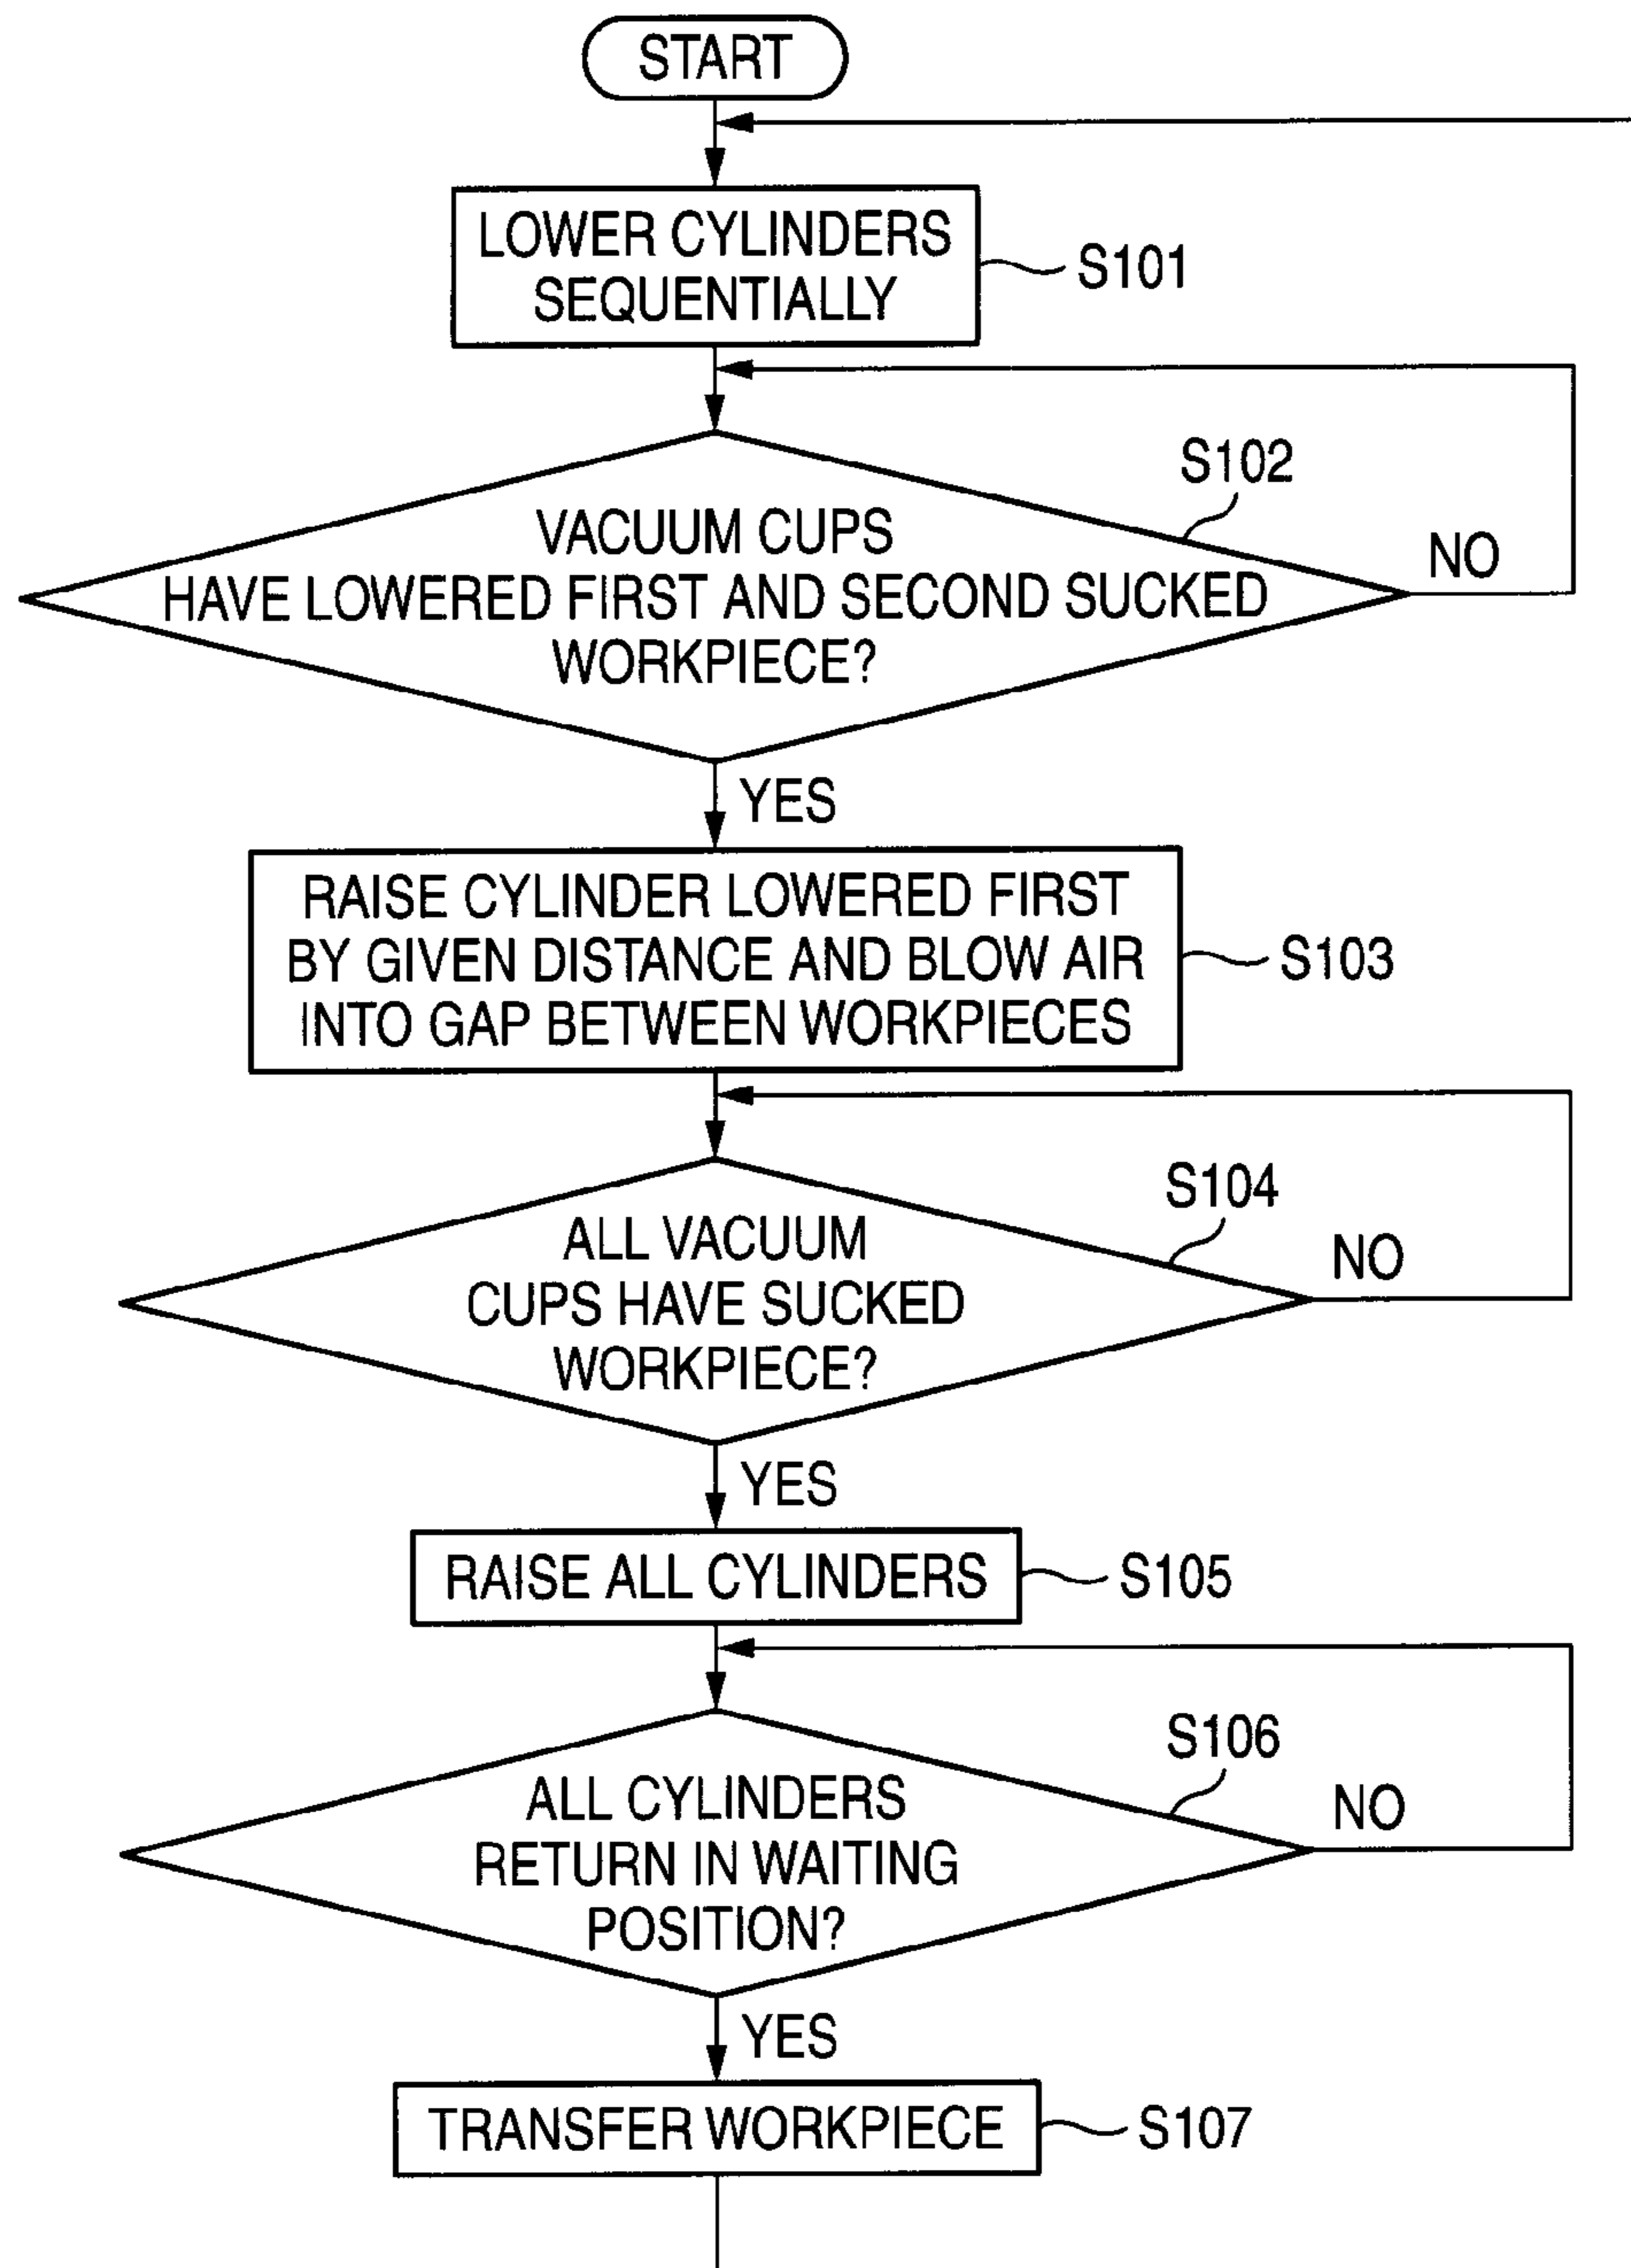 START
LOWER CYLINDERS
SEQUENTIALLY
S101
S102
VACUUM CUPS
HAVE LOWERED FIRST AND SECOND SUCKED
WORKPIECE?
NO
YES
RAISE CYLINDER LOWERED FIRST
BY GIVEN DISTANCE AND BLOW AIR
INTO GAP BETWEEN WORKPIECES
S103
S104
ALL VACUUM
CUPS HAVE SUCKED
WORKPIECE?
NO
YES
RAISE ALL CYLINDERS
S105
S106
ALL CYLINDERS
RETURN IN WAITING
POSITION?
NO
YES
TRANSFER WORKPIECE
S107